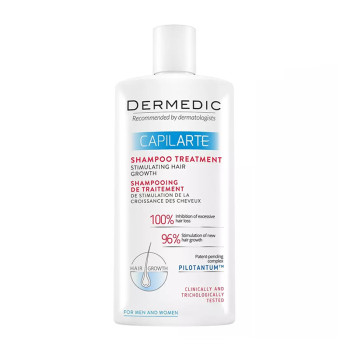 DERMEDIC
Recommended by dermatologists
CAPILARTE
SHAMPOO TREATMENT
STIMULATING HAIR
GROWTH
SHAMPOOING
DE TRAITEMENT
DE STIMULATION DE LA
CROISSANCE DES CHEVEUX
100% Inhibition of excessive
hair loss
96% Stimulation of new
hair growth
Patent pending
complex
PILOTANTUM™
HAIR GROWTH
CLINICALLY AND
TRICHOLOGICALLY
TESTED
FOR MEN AND WOMEN